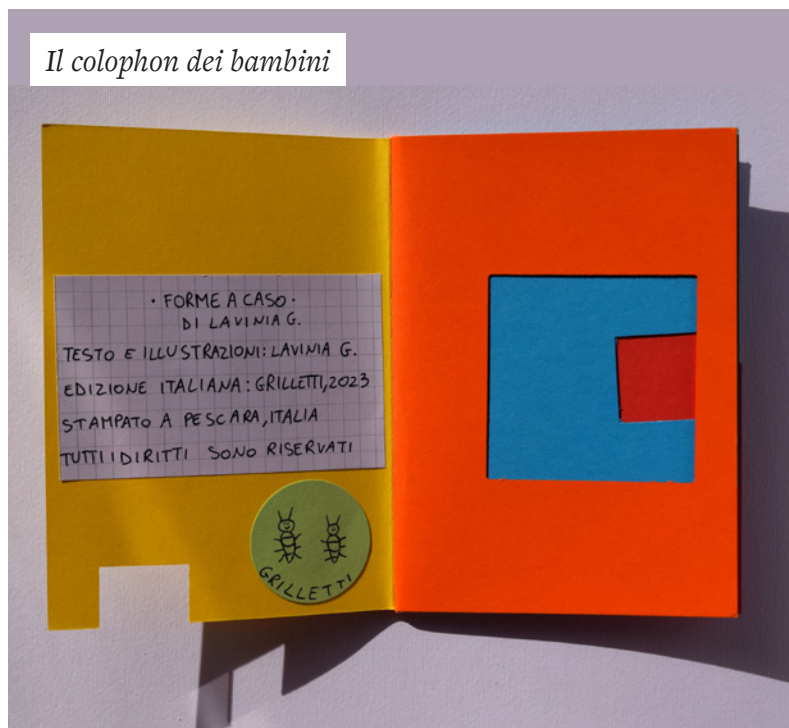 Il colophon dei bambini
· FORME A CASO ·
DI LAVINIA G.
TESTO E ILLUSTRAZIONI: LAVINIA G.
EDIZIONE ITALIANA: GRILLETTI, 2023
STAMPATO A PESCARA, ITALIA
TUTTI I DIRITTI SONO RISERVATI
GRILLETTI